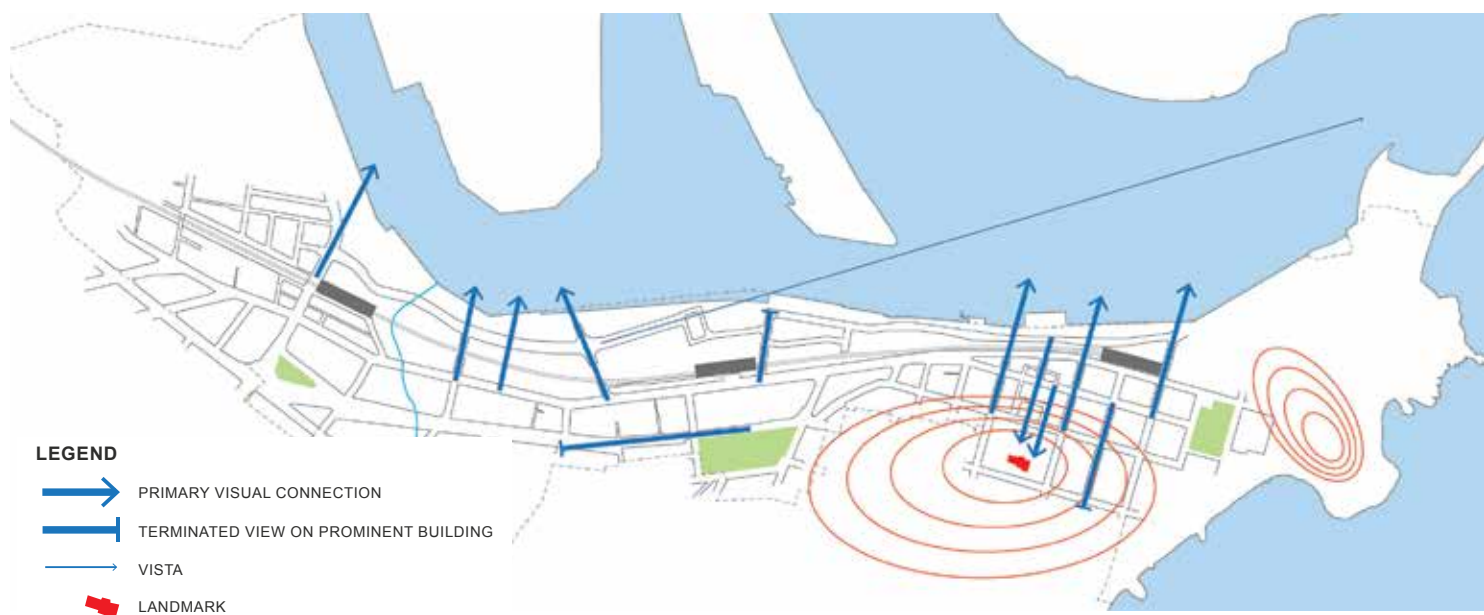 LEGEND
PRIMARY VISUAL CONNECTION
TERMINATED VIEW ON PROMINENT BUILDING
VISTA
LANDMARK